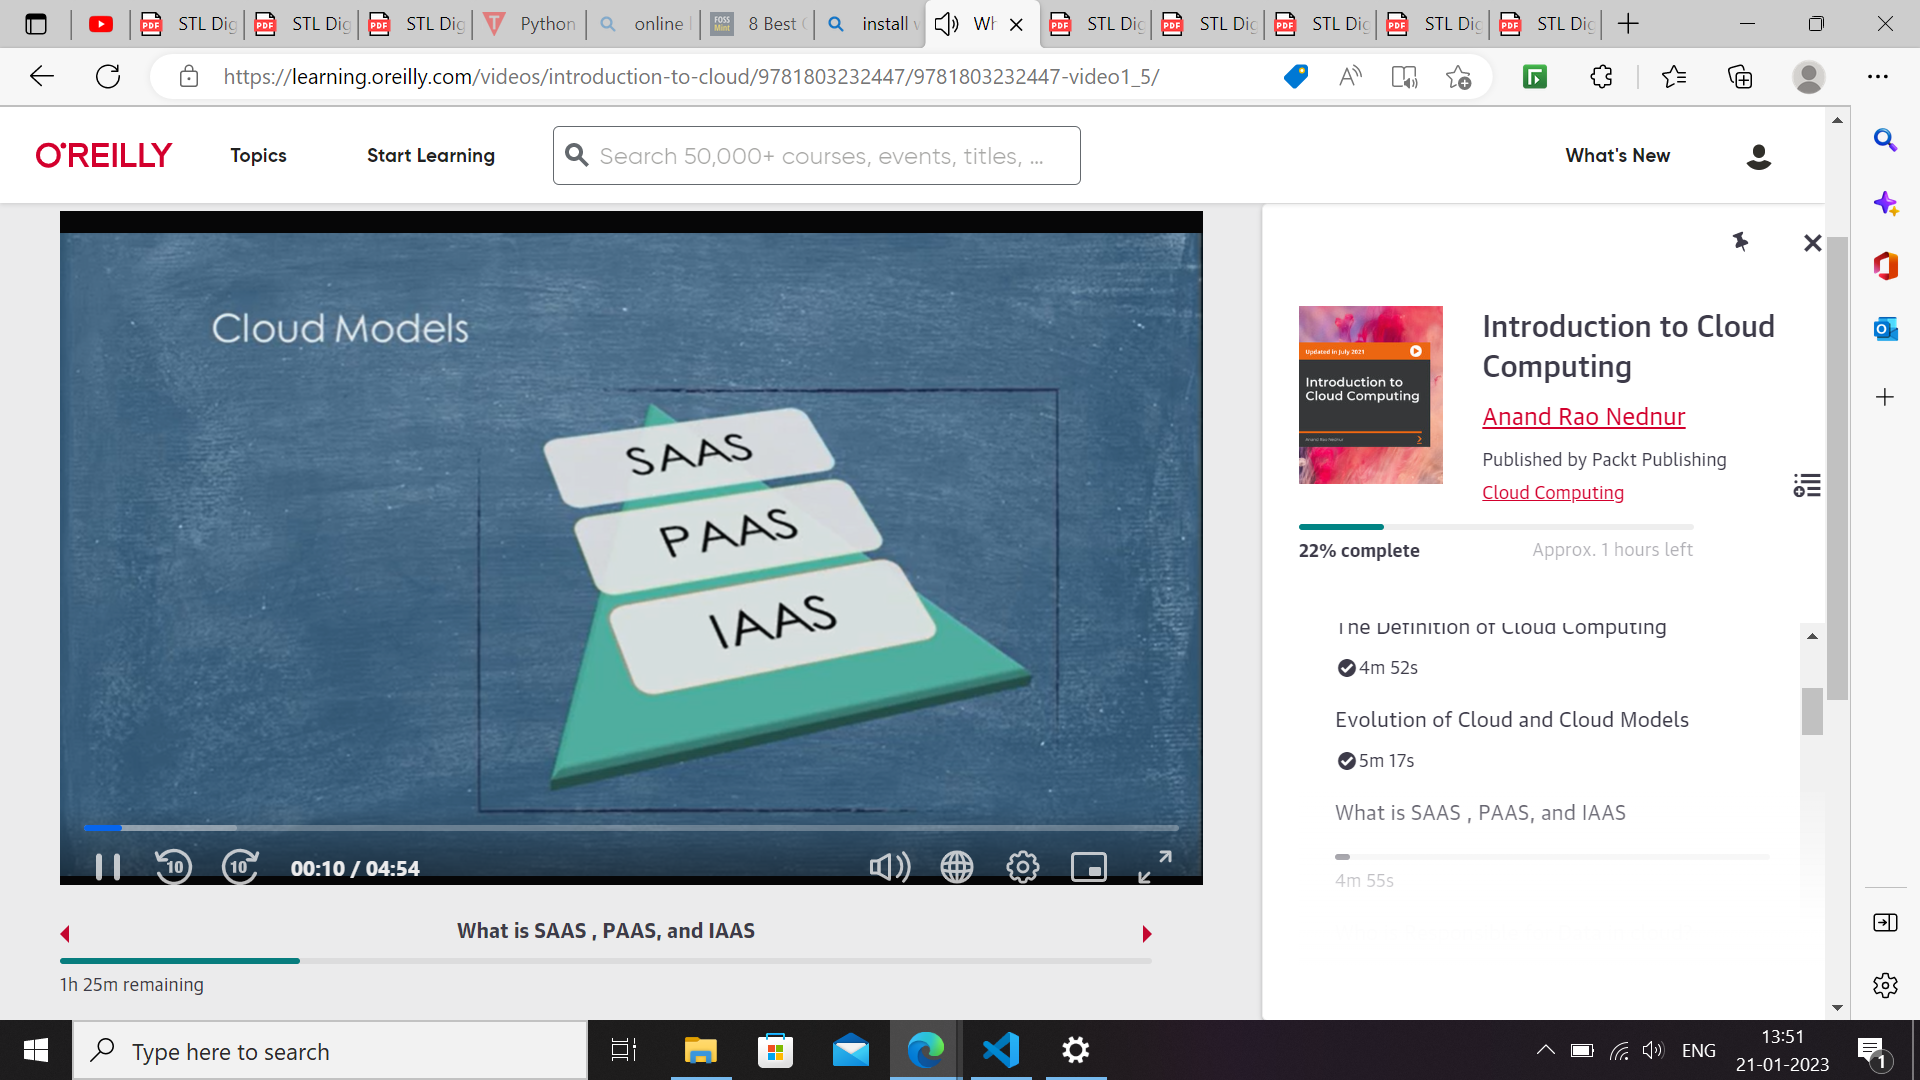 STL Dig
STL Dig
STL Dig
Python
online
8 Best
install
Wh
STL Dig
STL Dig
STL Dig
STL Dig
STL Dig
https://learning.oreilly.com/videos/introduction-to-cloud/9781803232447/9781803232447-video1_5/
O'REILLY
Topics
Start Learning
Search 50,000+ courses, events, titles, ...
What's New
Cloud Models
SAAS
PAAS
IAAS
10
10
00:10 / 04:54
What is SAAS , PAAS, and IAAS
1h 25m remaining
Updated in July 2021
Introduction to
Cloud Computing
Anand Rao Nednur
Introduction to Cloud
Computing
Anand Rao Nednur
Published by Packt Publishing
Cloud Computing
22% complete
Approx. 1 hours left
The Definition of Cloud Computing
4m 52s
Evolution of Cloud and Cloud Models
5m 17s
What is SAAS , PAAS, and IAAS
4m 55s
Type here to search
ENG
13:51
21-01-2023
1